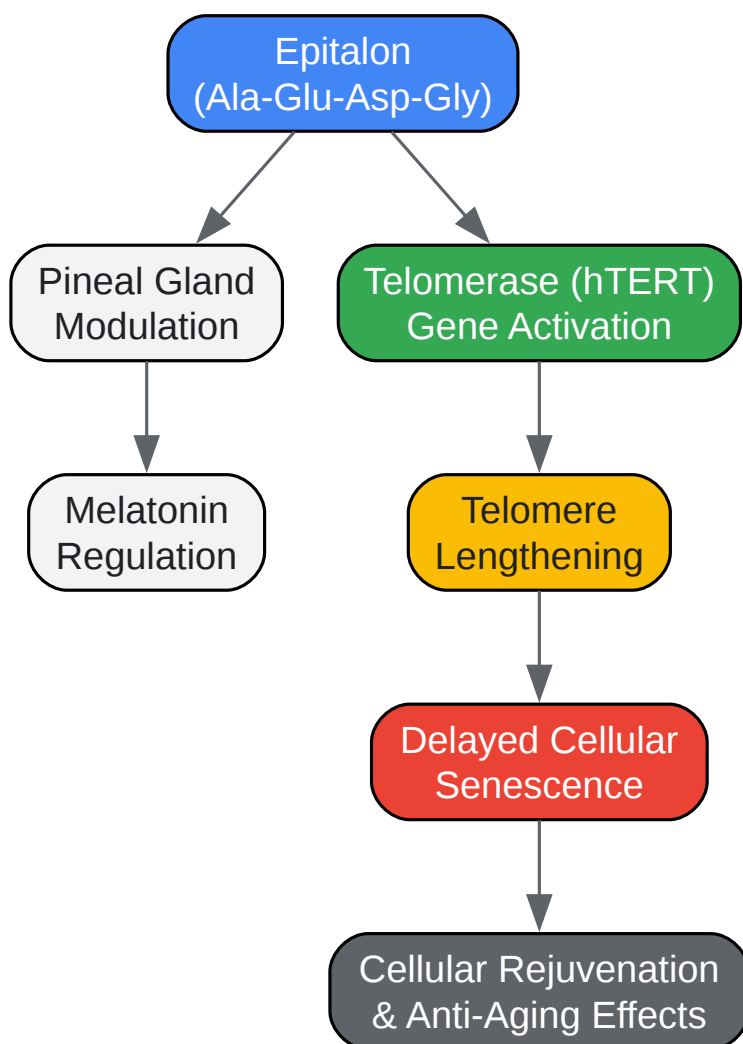 Epitalon
(Ala-Glu-Asp-Gly)
Pineal Gland
Modulation
Telomerase (hTERT)
Gene Activation
Melatonin
Regulation
Telomere
Lengthening
Delayed Cellular
Senescence
Cellular Rejuvenation
& Anti-Aging Effects